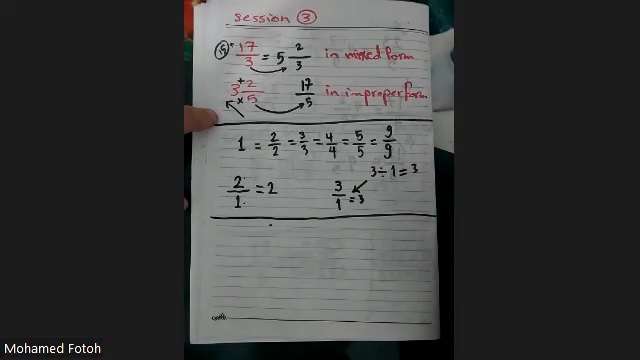 session ③
17/3 = 5 2/3 in mixed form
3 2/5 17/5 in improper form
1 = 2/2 = 3/3 = 4/4 = 5/5 = 9/9
3 ÷ 1 = 3
2/1 = 2 3/1 = 3
Mohamed Fotoh